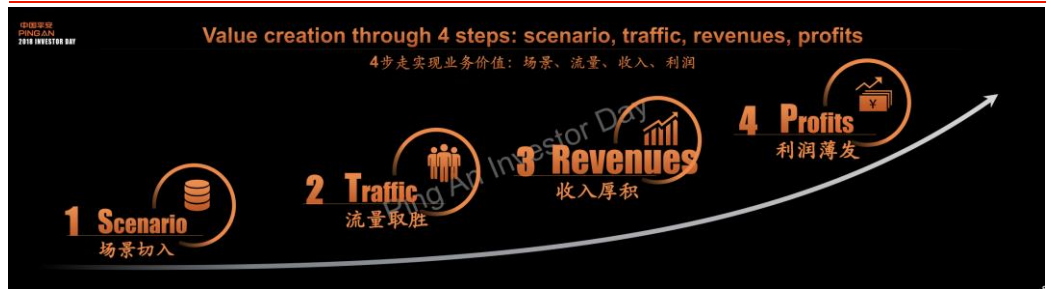 中国平安
PING AN
2018 INVESTOR DAY
Value creation through 4 steps: scenario, traffic, revenues, profits
4步走实现业务价值：场景、流量、收入、利润
1 Scenario
场景切入
2 Traffic
流量取胜
3 Revenues
收入厚积
4 Profits
利润薄发
¥
Ping An Investor Day